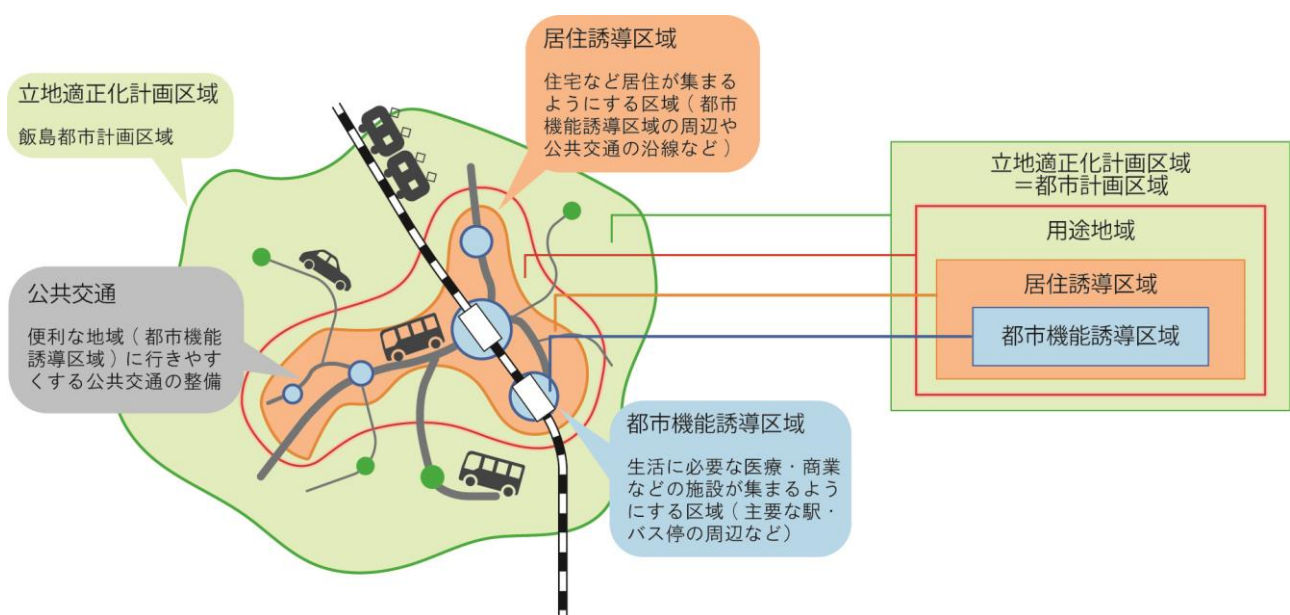 立地適正化計画区域
飯島都市計画区域
居住誘導区域
住宅など居住が集まる
ようにする区域（都市
機能誘導区域の周辺や
公共交通の沿線など）
公共交通
便利な地域（都市機能
誘導区域）に行きやす
くする公共交通の整備
都市機能誘導区域
生活に必要な医療・商業
などの施設が集まるよう
にする区域（主要な駅・
バス停の周辺など）
立地適正化計画区域
＝都市計画区域
用途地域
居住誘導区域
都市機能誘導区域